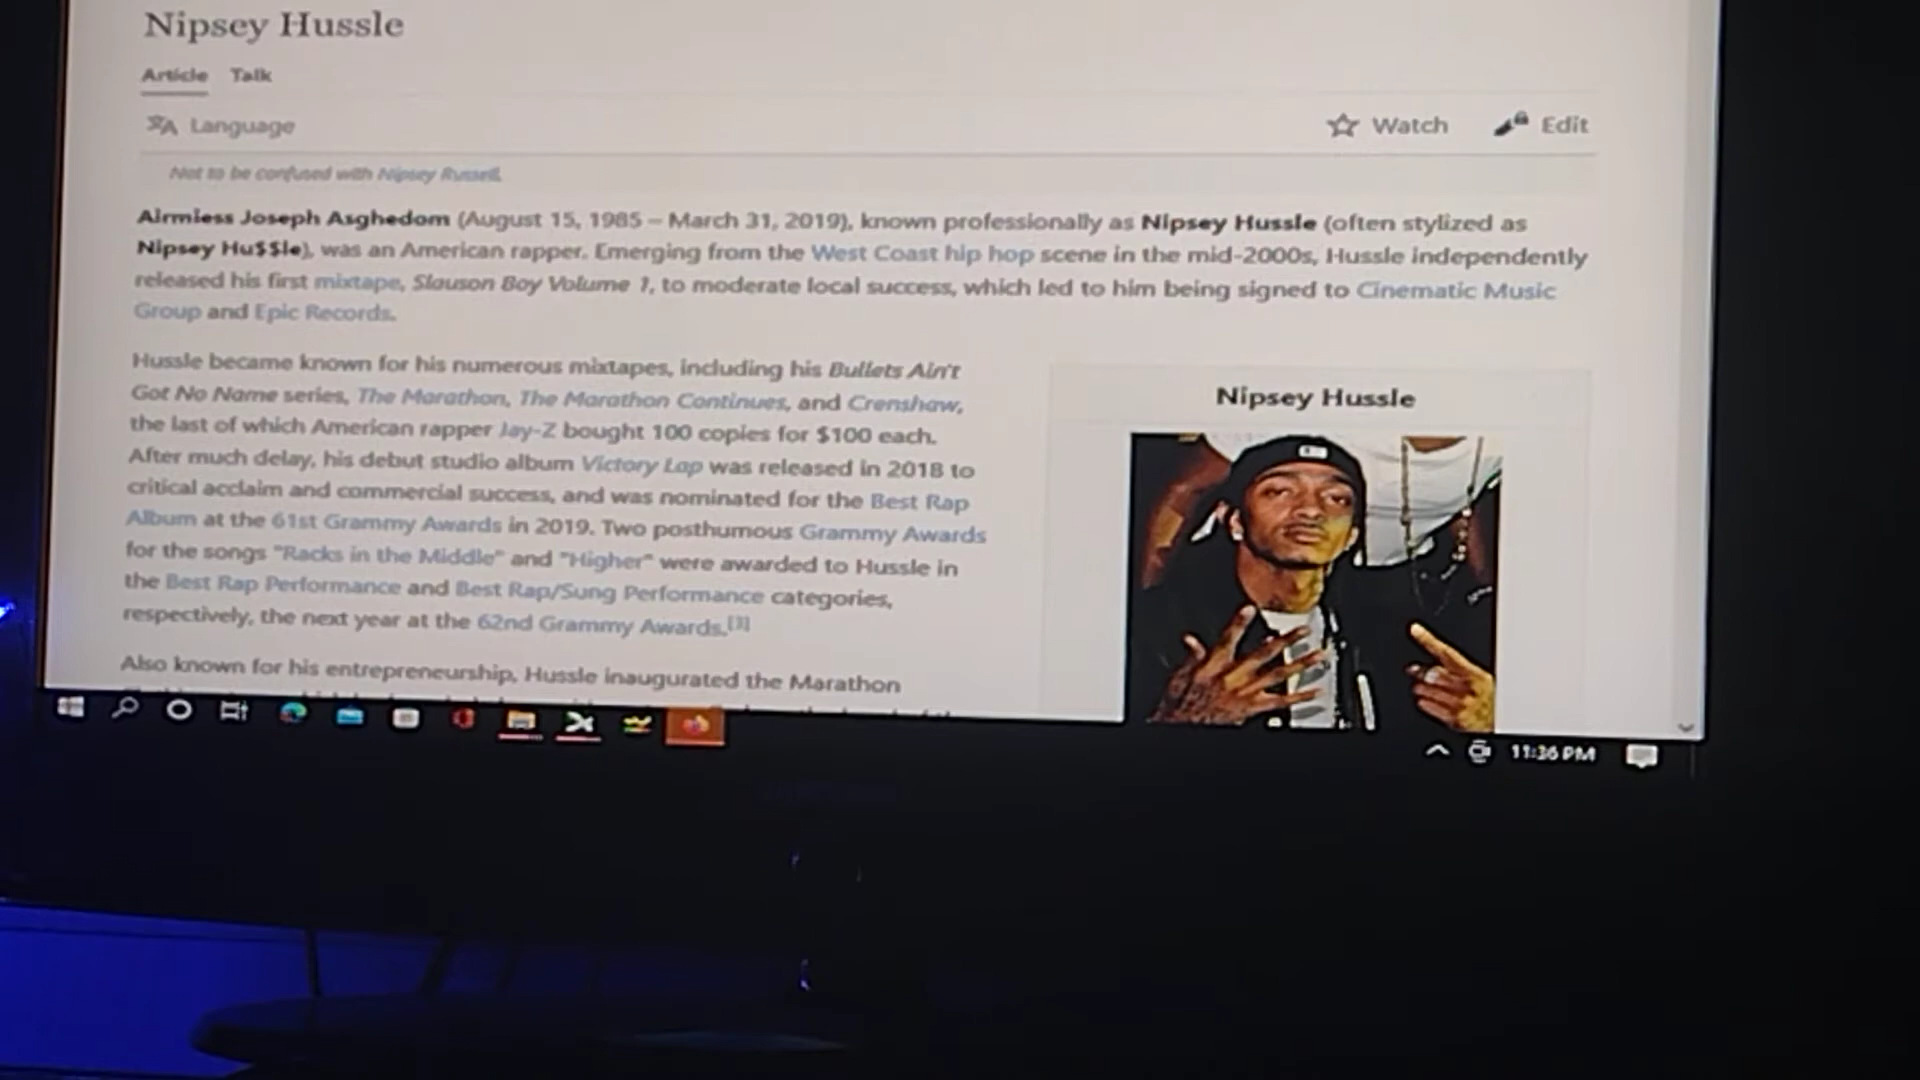 Nipsey Hussle
Article Talk
Language
Watch Edit
Not to be confused with Nipsey Russell.
Airmiess Joseph Asghedom (August 15, 1985 – March 31, 2019), known professionally as Nipsey Hussle (often stylized as
Nipsey Hu$$le), was an American rapper. Emerging from the West Coast hip hop scene in the mid-2000s, Hussle independently
released his first mixtape, Slauson Boy Volume 1, to moderate local success, which led to him being signed to Cinematic Music
Group and Epic Records.
Hussle became known for his numerous mixtapes, including his Bullets Ain't
Got No Name series, The Marathon, The Marathon Continues, and Crenshaw,
the last of which American rapper Jay-Z bought 100 copies for $100 each.
After much delay, his debut studio album Victory Lap was released in 2018 to
critical acclaim and commercial success, and was nominated for the Best Rap
Album at the 61st Grammy Awards in 2019. Two posthumous Grammy Awards
for the songs "Racks in the Middle" and "Higher" were awarded to Hussle in
the Best Rap Performance and Best Rap/Sung Performance categories,
respectively, the next year at the 62nd Grammy Awards.[3]
Also known for his entrepreneurship, Hussle inaugurated the Marathon
Nipsey Hussle
11:36 PM